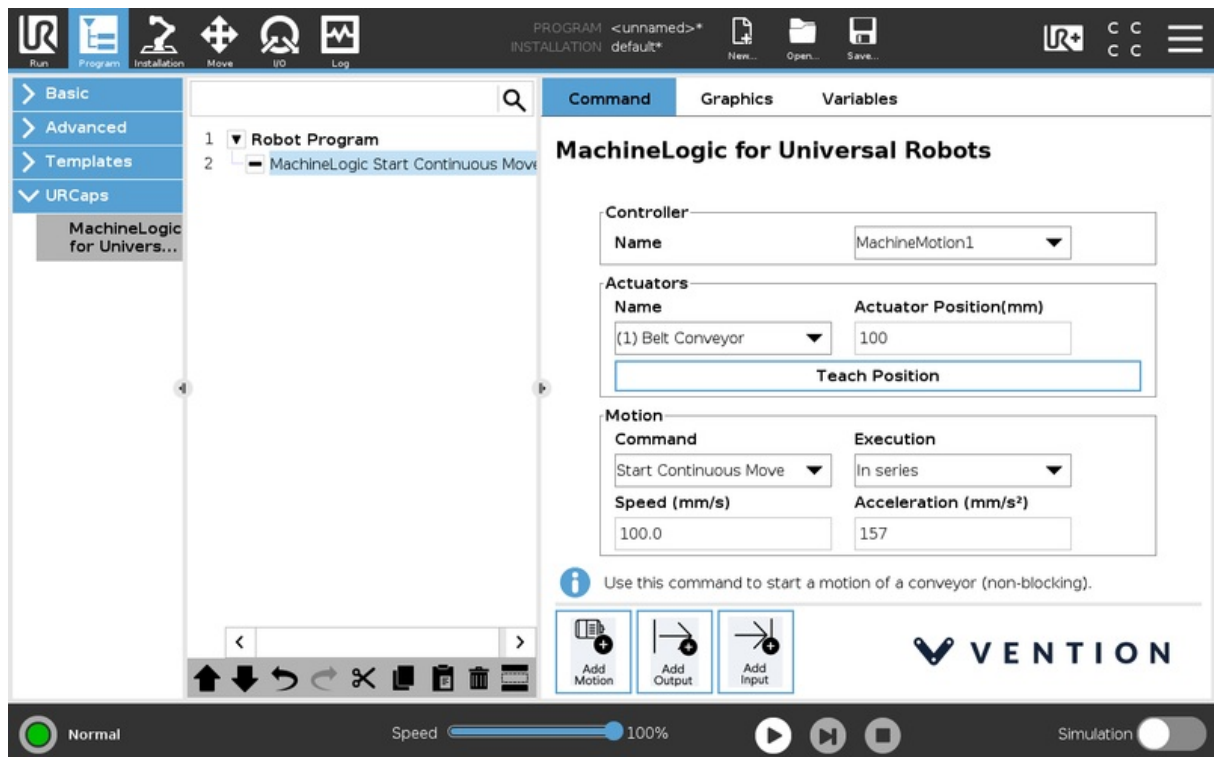 PROGRAM <unnamed>*
INSTALLATION default*
Run Program Installation Move I/O Log New... Open... Save...
UR+
C C
C C
Basic
Advanced
Templates
URCaps
MachineLogic
for Univers...
1 Robot Program
2 MachineLogic Start Continuous Move
Command Graphics Variables
MachineLogic for Universal Robots
Controller
Name MachineMotion1
Actuators
Name Actuator Position(mm)
(1) Belt Conveyor 100
Teach Position
Motion
Command Execution
Start Continuous Move In series
Speed (mm/s) Acceleration (mm/s²)
100.0 157
Use this command to start a motion of a conveyor (non-blocking).
Add Motion
Add Output
Add Input
VENTION
Normal Speed 100% Simulation